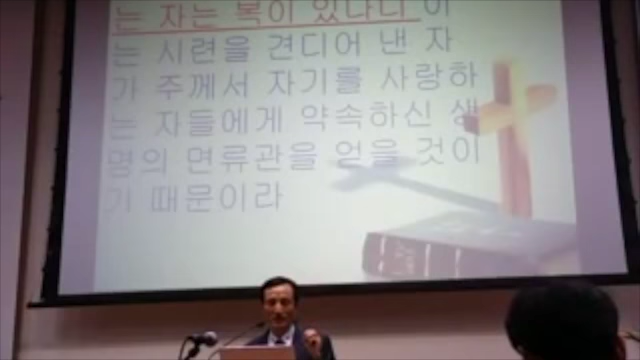 는 자는 복이 있나니 이
는 시련을 견디어 낸 자
가 주께서 자기를 사랑하
는 자들에게 약속하신 생
명의 면류관을 얻을 것이
기 때문이라